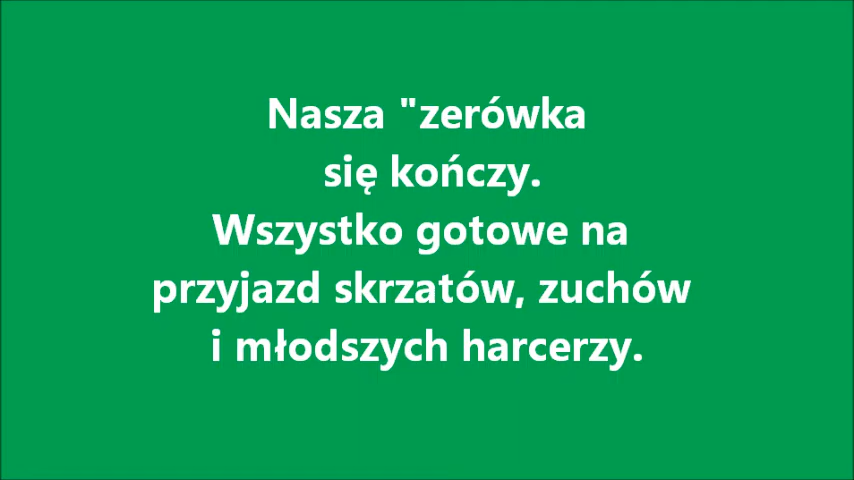 Nasza "zerówka
się kończy.
Wszystko gotowe na
przyjazd skrzatów, zuchów
i młodszych harcerzy.